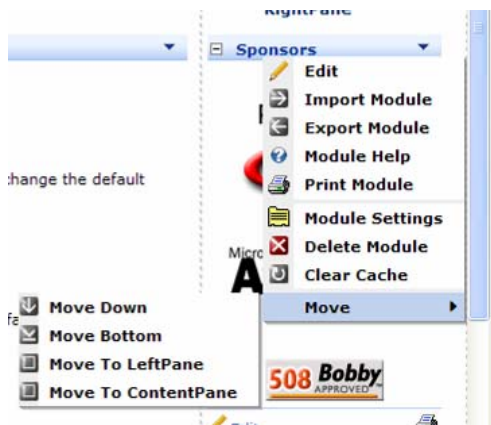 RightPane
Sponsors
Edit
Import Module
Export Module
Module Help
Print Module
change the default
Module Settings
Delete Module
Clear Cache
Move
Move Down
Move Bottom
Move To LeftPane
Move To ContentPane
508 Bobby
APPROVED
Edit